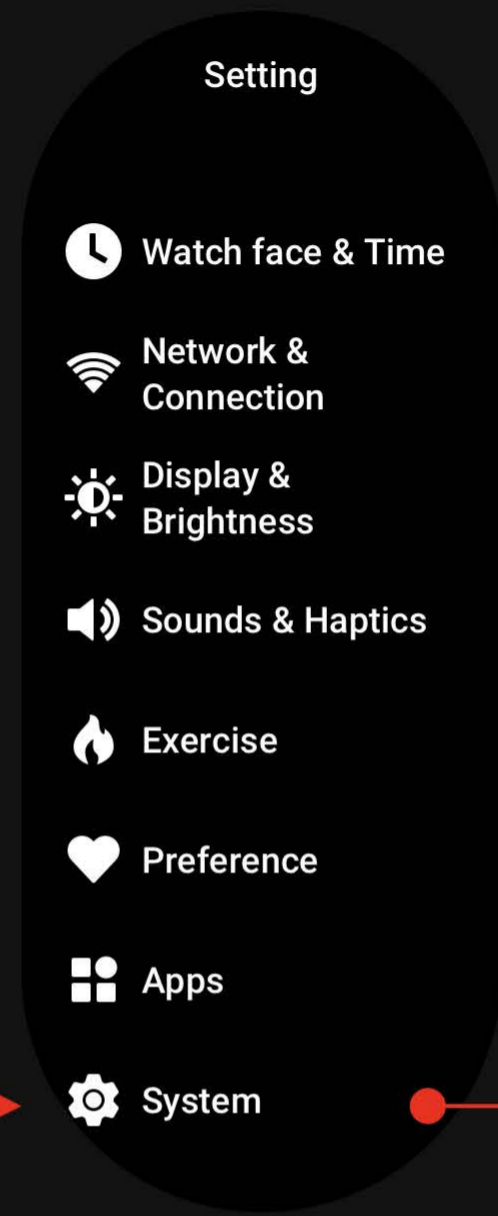 Setting
Watch face & Time
Network &
Connection
Display &
Brightness
Sounds & Haptics
Exercise
Preference
Apps
System